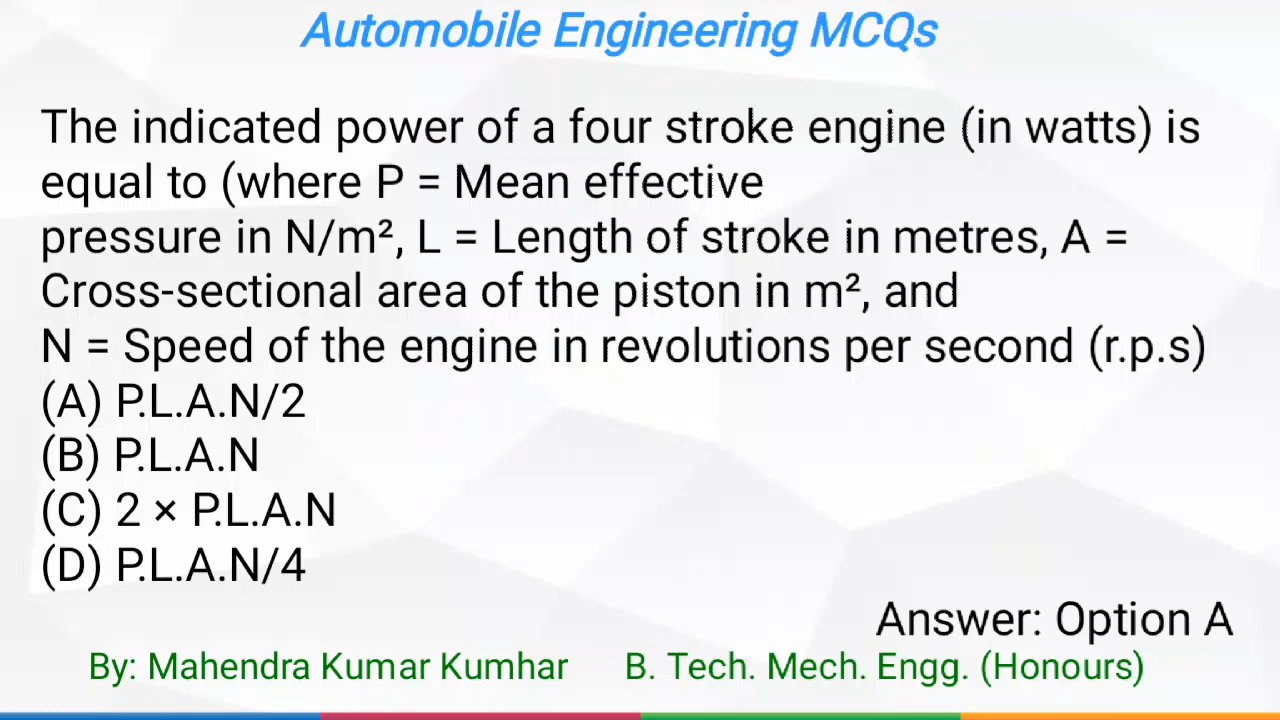 Automobile Engineering MCQs
The indicated power of a four stroke engine (in watts) is
equal to (where P = Mean effective
pressure in N/m², L = Length of stroke in metres, A =
Cross-sectional area of the piston in m², and
N = Speed of the engine in revolutions per second (r.p.s)
(A) P.L.A.N/2
(B) P.L.A.N
(C) 2 × P.L.A.N
(D) P.L.A.N/4
Answer: Option A
By: Mahendra Kumar Kumhar B. Tech. Mech. Engg. (Honours)